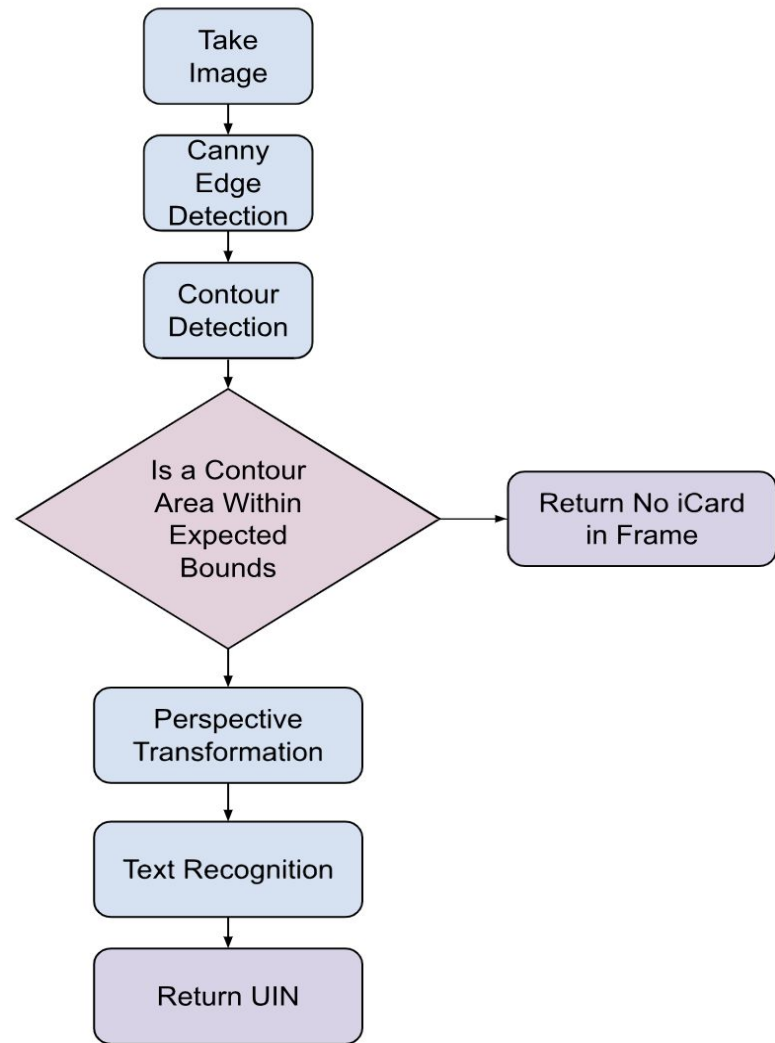 Take
Image
Canny
Edge
Detection
Contour
Detection
Is a Contour
Area Within
Expected
Bounds
Return No iCard
in Frame
Perspective
Transformation
Text Recognition
Return UIN